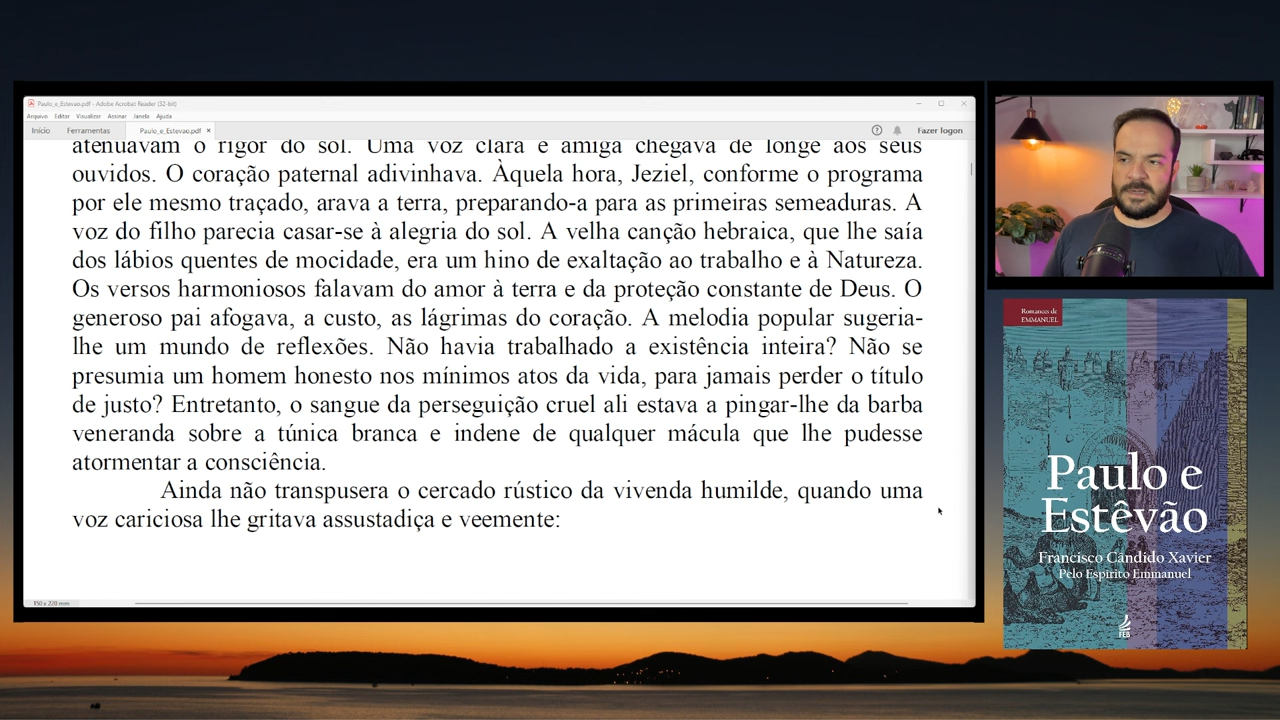 Paulo_e_Estevao.pdf - Adobe Acrobat Reader (32-bit)
Arquivo Editar Visualizar Assinar Janela Ajuda
Início Ferramentas Paulo_e_Estevao.pdf × Fazer logon
atenuavam o rigor do sol. Uma voz clara e amiga chegava de longe aos seus
ouvidos. O coração paternal adivinhava. Àquela hora, Jeziel, conforme o programa
por ele mesmo traçado, arava a terra, preparando-a para as primeiras semeaduras. A
voz do filho parecia casar-se à alegria do sol. A velha canção hebraica, que lhe saía
dos lábios quentes de mocidade, era um hino de exaltação ao trabalho e à Natureza.
Os versos harmoniosos falavam do amor à terra e da proteção constante de Deus. O
generoso pai afogava, a custo, as lágrimas do coração. A melodia popular sugeria-
lhe um mundo de reflexões. Não havia trabalhado a existência inteira? Não se
presumia um homem honesto nos mínimos atos da vida, para jamais perder o título
de justo? Entretanto, o sangue da perseguição cruel ali estava a pingar-lhe da barba
veneranda sobre a túnica branca e indene de qualquer mácula que lhe pudesse
atormentar a consciência.
Ainda não transpusera o cercado rústico da vivenda humilde, quando uma
voz cariciosa lhe gritava assustadiça e veemente:
150 x 220 mm
Romances de
EMMANUEL
Paulo e
Estêvão
Francisco Cândido Xavier
Pelo Espírito Emmanuel
FEB